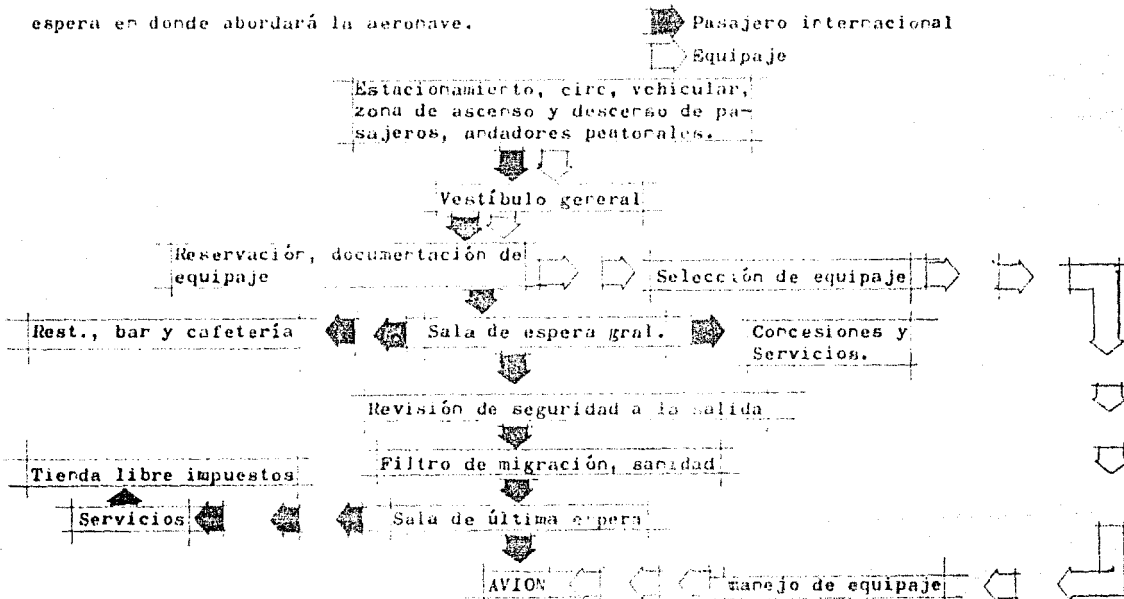 espera en donde abordará la aeronave.
Pasajero internacional
Equipaje
Estacionamiento, circ, vehicular,
zona de ascenso y descenso de pa-
sajeros, andadores peatonales.
Vestíbulo general
Reservación, documentación de
equipaje
Selección de equipaje
Rest., bar y cafetería
Sala de espera gral.
Concesiones y
Servicios.
Revisión de seguridad a la salida
Filtro de migración, sanidad
Tienda libre impuestos
Servicios
Sala de última espera
AVION
manejo de equipaje